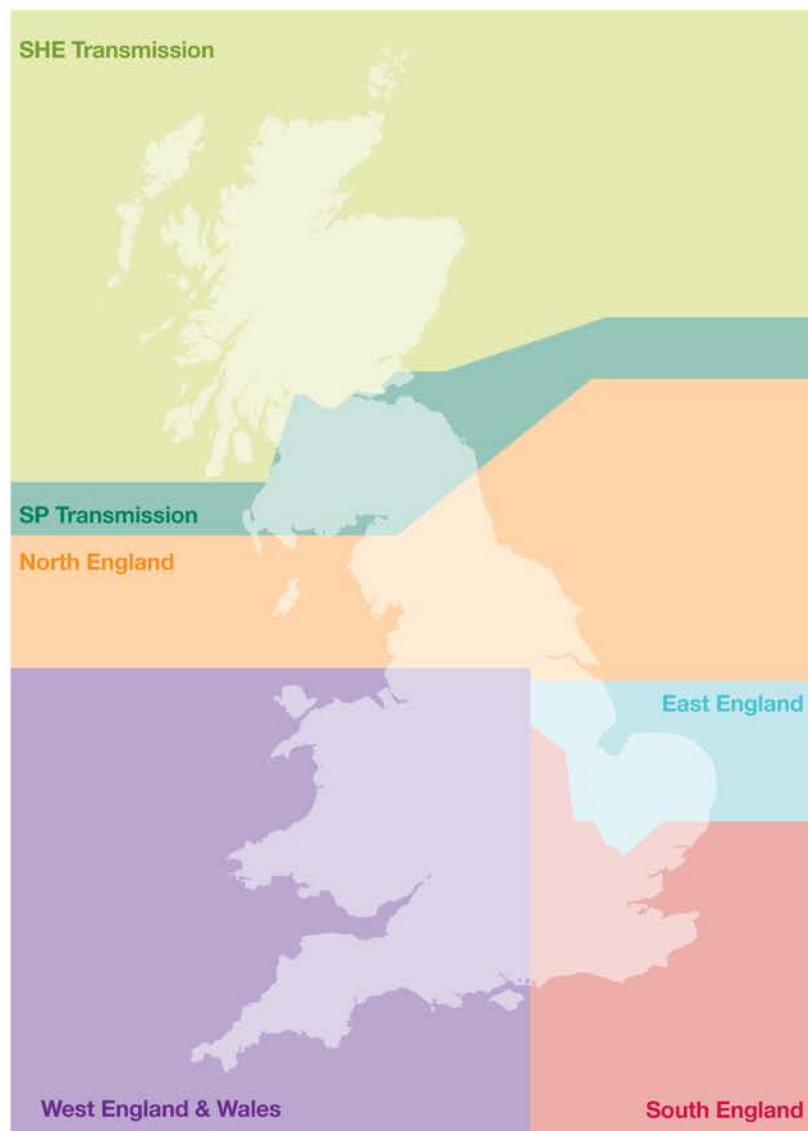 SHE Transmission
SP Transmission
North England
East England
West England & Wales
South England